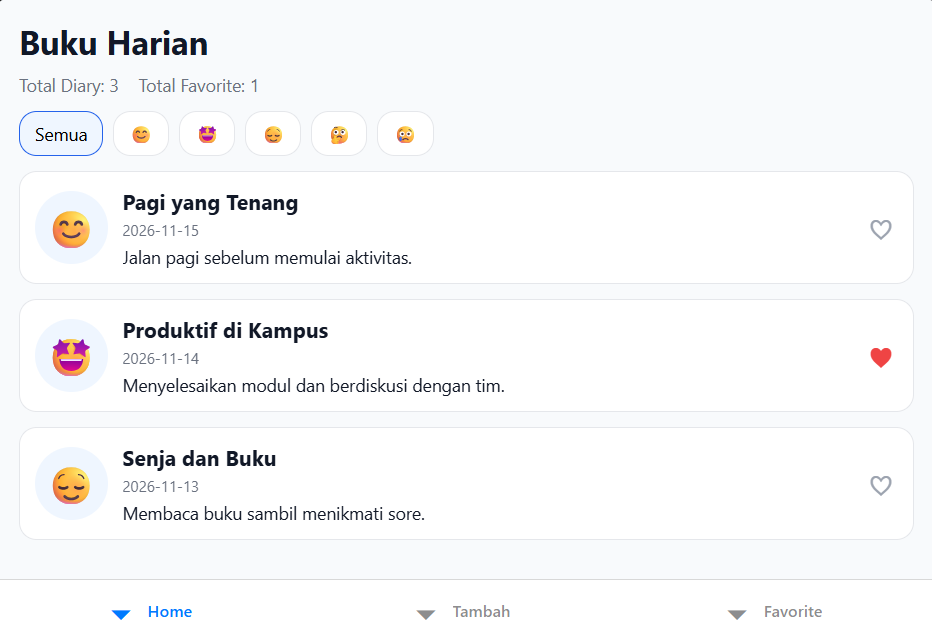 Buku Harian
Total Diary: 3 Total Favorite: 1
Semua
Pagi yang Tenang
2026-11-15
Jalan pagi sebelum memulai aktivitas.
Produktif di Kampus
2026-11-14
Menyelesaikan modul dan berdiskusi dengan tim.
Senja dan Buku
2026-11-13
Membaca buku sambil menikmati sore.
Home Tambah Favorite